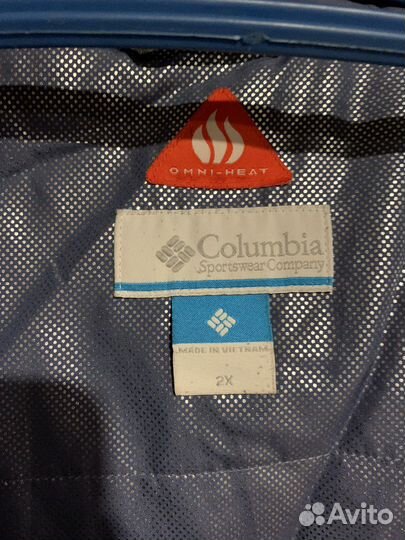 OMNI-HEAT
Columbia
Sportswear Company
MADE IN VIETNAM
2X
Avito